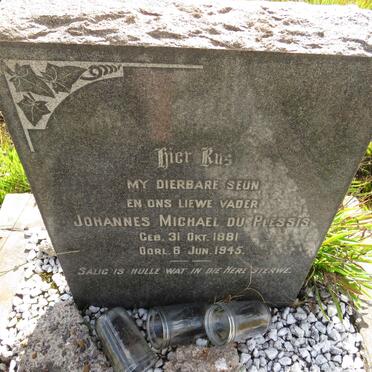 Hier Rus
MY DIERBARE SEUN
EN ONS LIEWE VADER
JOHANNES MICHAEL DU PLESSIS
GEB. 31 OKT. 1881
OORL. 6 JUN. 1945.
SALIG IS HULLE WAT IN DIE HERE STERWE.